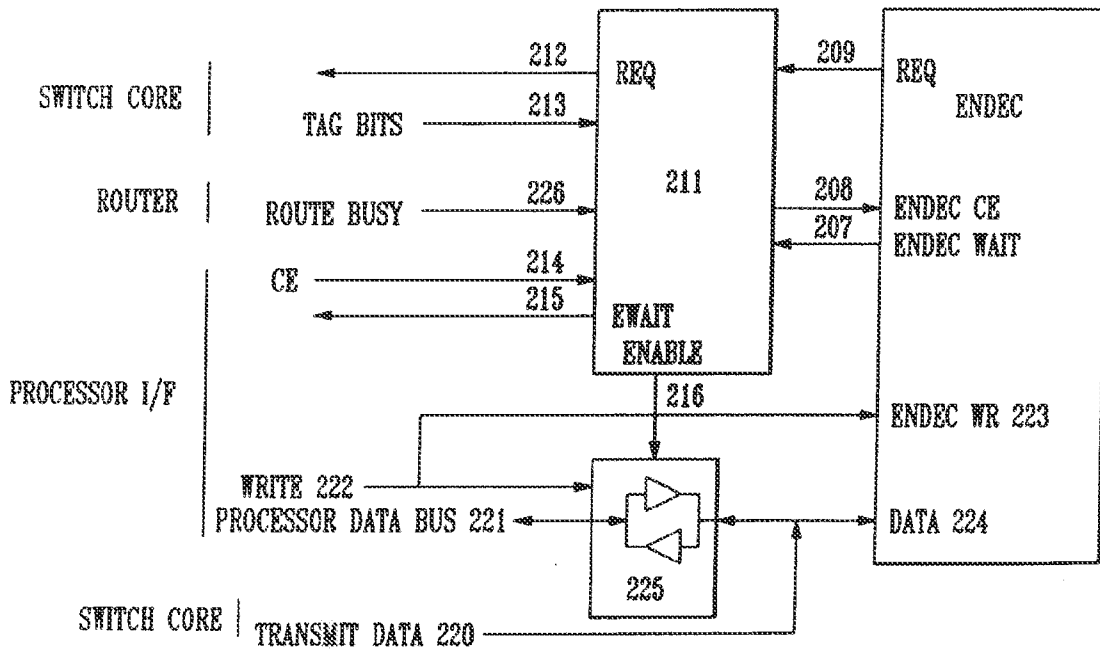 212
209
SWITCH CORE
REQ
REQ
TAG BITS
213
ENDEC
211
ROUTER
ROUTE BUSY
226
208
ENDEC CE
207
ENDEC WAIT
CE
214
215
EWAIT
ENABLE
PROCESSOR I/F
216
ENDEC WR 223
WRITE 222
PROCESSOR DATA BUS 221
DATA 224
225
SWITCH CORE
TRANSMIT DATA 220